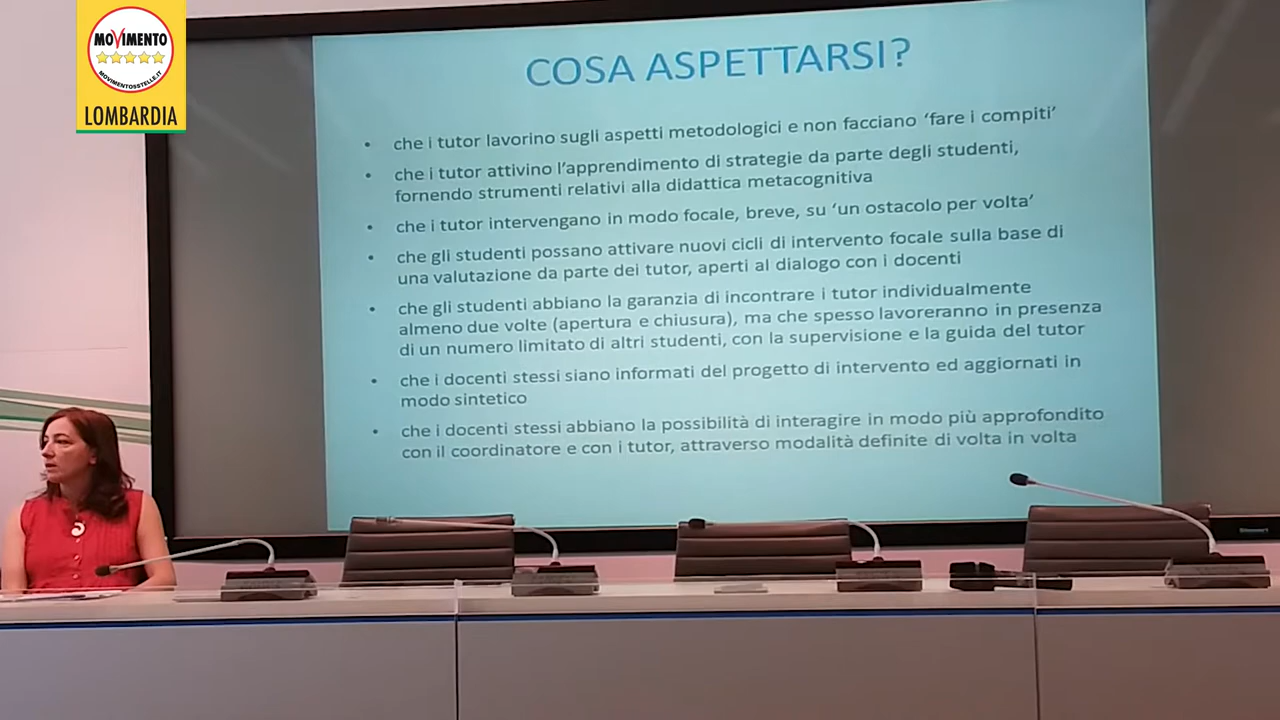 MOVIMENTO
MOVIMENTO5STELLE.IT
LOMBARDIA
COSA ASPETTARSI?
• che i tutor lavorino sugli aspetti metodologici e non facciano ‘fare i compiti’
• che i tutor attivino l’apprendimento di strategie da parte degli studenti,
fornendo strumenti relativi alla didattica metacognitiva
• che i tutor intervengano in modo focale, breve, su ‘un ostacolo per volta’
• che gli studenti possano attivare nuovi cicli di intervento focale sulla base di
una valutazione da parte dei tutor, aperti al dialogo con i docenti
• che gli studenti abbiano la garanzia di incontrare i tutor individualmente
almeno due volte (apertura e chiusura), ma che spesso lavoreranno in presenza
di un numero limitato di altri studenti, con la supervisione e la guida del tutor
• che i docenti stessi siano informati del progetto di intervento ed aggiornati in
modo sintetico
• che i docenti stessi abbiano la possibilità di interagire in modo più approfondito
con il coordinatore e con i tutor, attraverso modalità definite di volta in volta